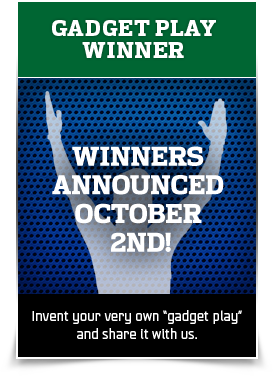 GADGET PLAY
WINNER
WINNERS
ANNOUNCED
OCTOBER
2ND!
Invent your very own “gadget play”
and share it with us.